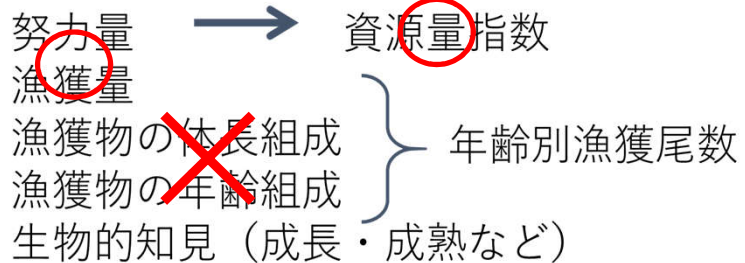 努力量 資源量指数
漁獲量
漁獲物の体長組成
年齢別漁獲尾数
漁獲物の年齢組成
生物的知見（成長・成熟など）